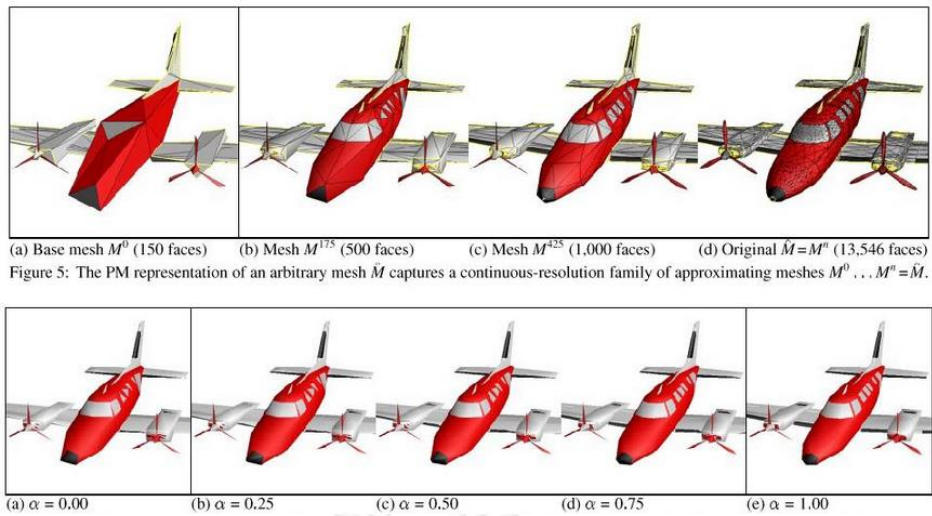 (a) Base mesh M⁰ (150 faces) (b) Mesh M¹⁷⁵ (500 faces) (c) Mesh M⁴²⁵ (1,000 faces) (d) Original M̂=Mⁿ (13,546 faces)
Figure 5: The PM representation of an arbitrary mesh M̂ captures a continuous-resolution family of approximating meshes M⁰ . . . Mⁿ=M̂.
(a) α = 0.00 (b) α = 0.25 (c) α = 0.50 (d) α = 0.75 (e) α = 1.00